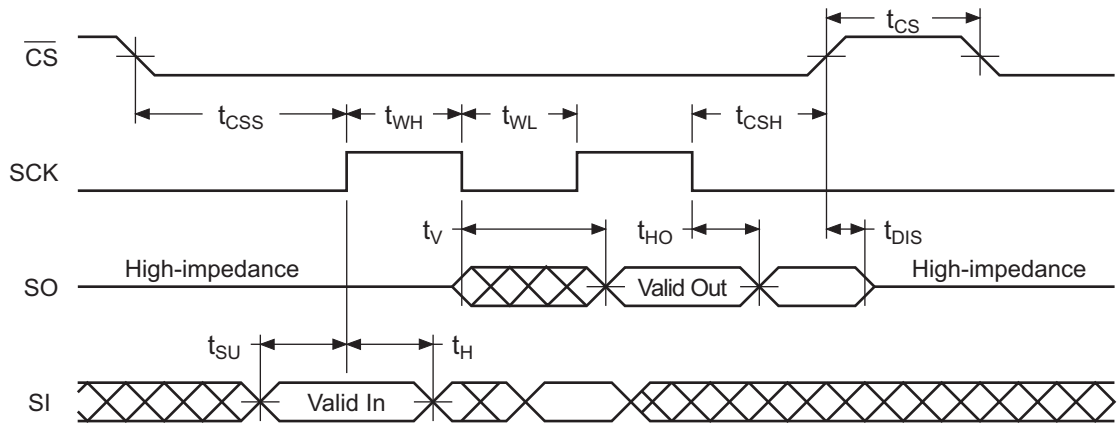 tCS
CS
tCSS tWH tWL tCSH
SCK
tV tHO tDIS
High-impedance High-impedance
SO Valid Out
tSU tH
SI Valid In